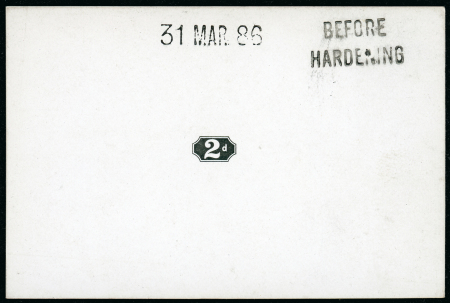 31 MAR. 86
BEFORE
HARDENING
2d